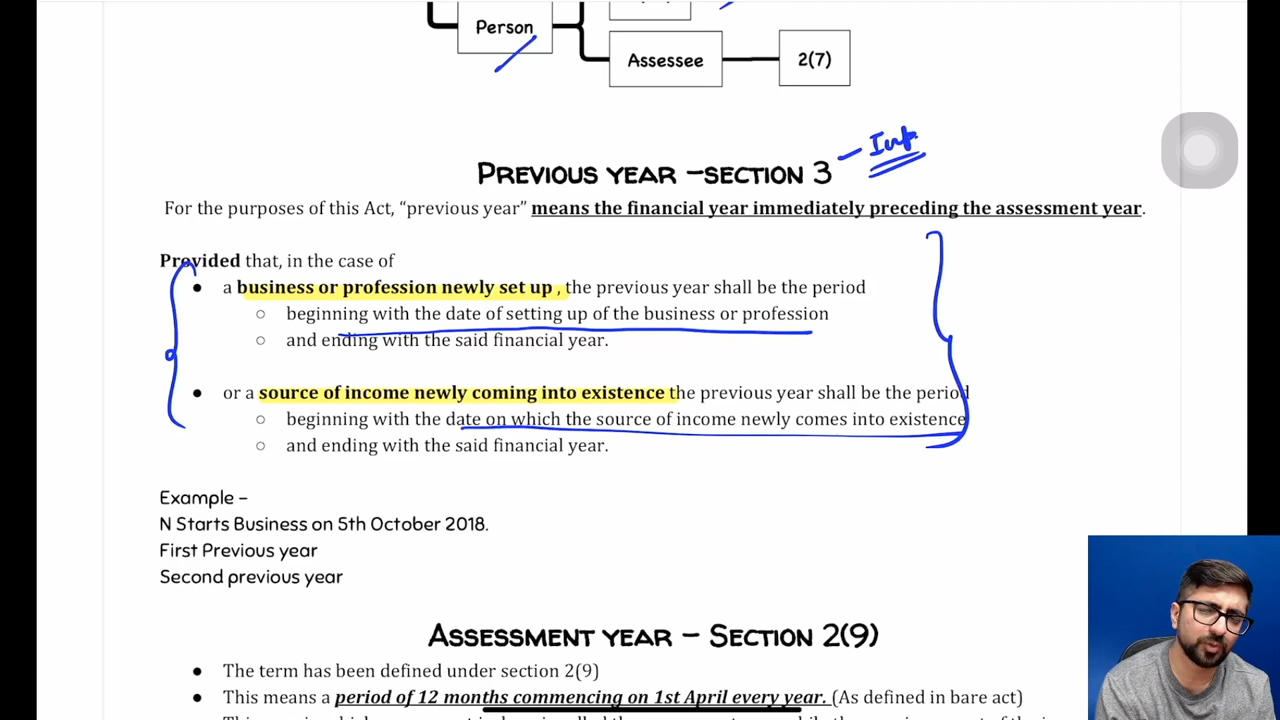 Person
Assessee
2(7)
Imp.
PREVIOUS YEAR –SECTION 3
For the purposes of this Act, “previous year” means the financial year immediately preceding the assessment year.
Provided that, in the case of
● a business or profession newly set up , the previous year shall be the period
○ beginning with the date of setting up of the business or profession
○ and ending with the said financial year.
● or a source of income newly coming into existence the previous year shall be the period
○ beginning with the date on which the source of income newly comes into existence
○ and ending with the said financial year.
Example –
N Starts Business on 5th October 2018.
First Previous year
Second previous year
ASSESSMENT YEAR – SECTION 2(9)
● The term has been defined under section 2(9)
● This means a period of 12 months commencing on 1st April every year. (As defined in bare act)